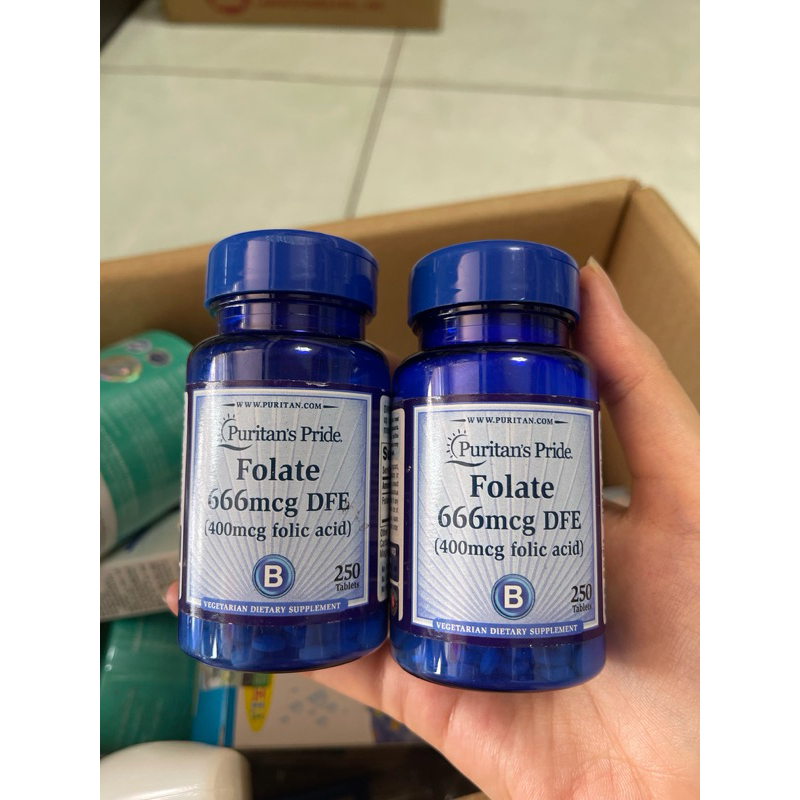 WWW.PURITAN.COM
Puritan's Pride.
Folate
666mcg DFE
(400mcg folic acid)
B
250
Tablets
VEGETARIAN DIETARY SUPPLEMENT
WWW.PURITAN.COM
Puritan's Pride.
Folate
666mcg DFE
(400mcg folic acid)
B
250
Tablets
VEGETARIAN DIETARY SUPPLEMENT